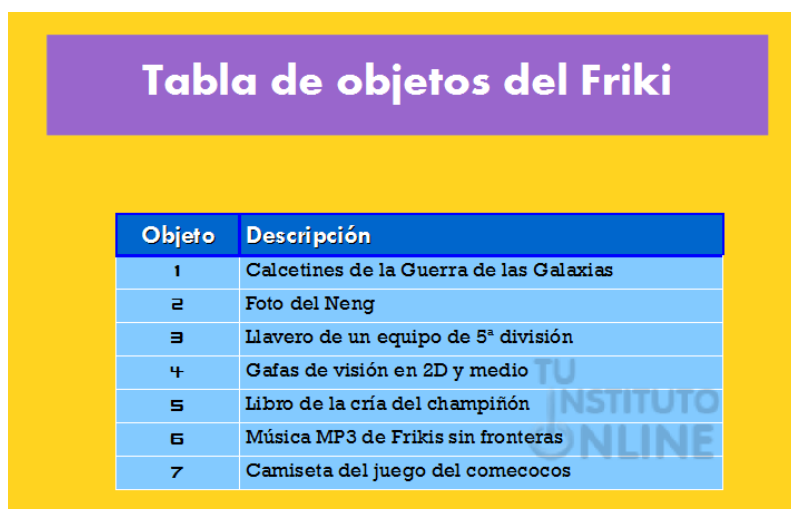 Tabla de objetos del Friki
Objeto Descripción
1 Calcetines de la Guerra de las Galaxias
2 Foto del Neng
3 Llavero de un equipo de 5ª división
4 Gafas de visión en 2D y medio
5 Libro de la cría del champiñón
6 Música MP3 de Frikis sin fronteras
7 Camiseta del juego del comecocos
TU
INSTITUTO
ONLINE